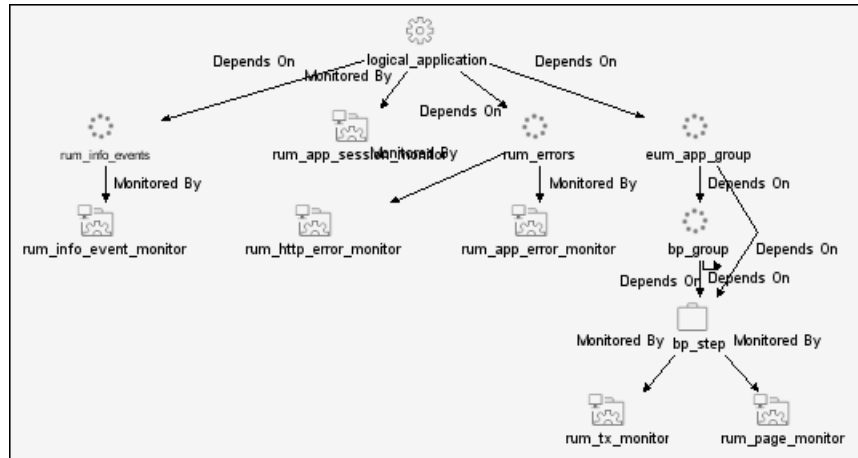 logical_application
Depends On
Monitored By
Depends On
Depends On
rum_info_events
rum_app_session_monitor
Monitored By
rum_errors
eum_app_group
Monitored By
Monitored By
Depends On
rum_info_event_monitor
rum_http_error_monitor
rum_app_error_monitor
bp_group
Depends On
Depends On
Depends On
Monitored By
bp_step
Monitored By
rum_tx_monitor
rum_page_monitor